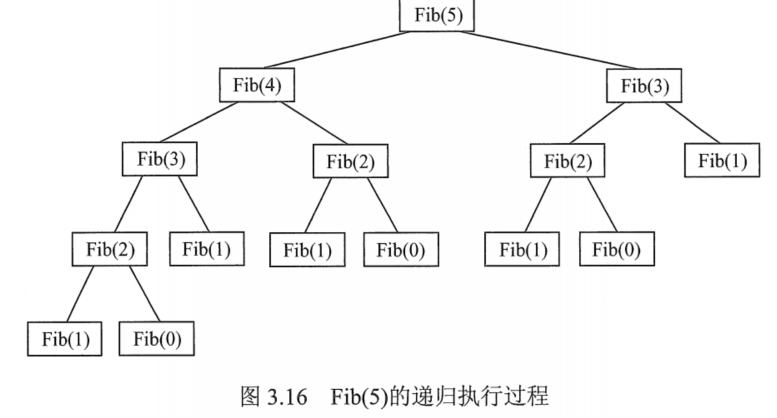 Fib(5)
Fib(4) Fib(3)
Fib(3) Fib(2) Fib(2) Fib(1)
Fib(2) Fib(1) Fib(1) Fib(0) Fib(1) Fib(0)
Fib(1) Fib(0)
图 3.16 Fib(5)的递归执行过程